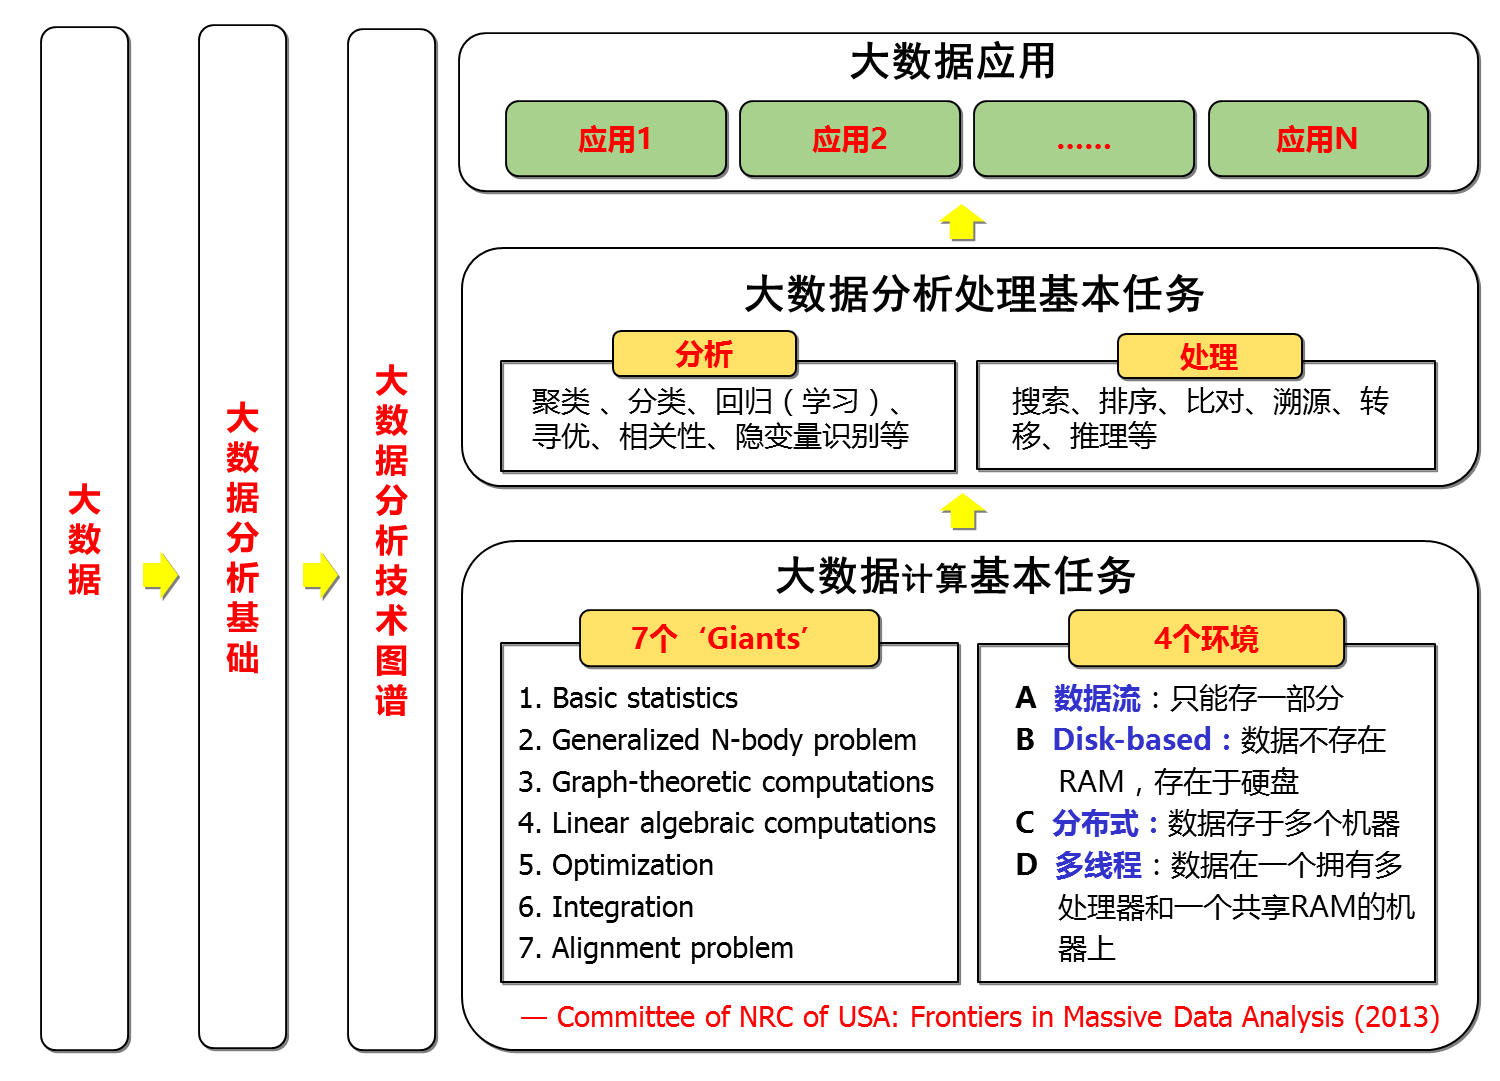 大数据
大数据分析基础
大数据分析技术图谱
大数据应用
应用1
应用2
......
应用N
大数据分析处理基本任务
分析
聚类 、分类、回归（学习）、
寻优、相关性、隐变量识别等
处理
搜索、排序、比对、溯源、转
移、推理等
大数据计算基本任务
7个 ‘Giants’
1. Basic statistics
2. Generalized N-body problem
3. Graph-theoretic computations
4. Linear algebraic computations
5. Optimization
6. Integration
7. Alignment problem
4个环境
A 数据流：只能存一部分
B Disk-based：数据不存在
RAM，存在于硬盘
C 分布式：数据存于多个机器
D 多线程：数据在一个拥有多
处理器和一个共享RAM的机
器上
— Committee of NRC of USA: Frontiers in Massive Data Analysis (2013)